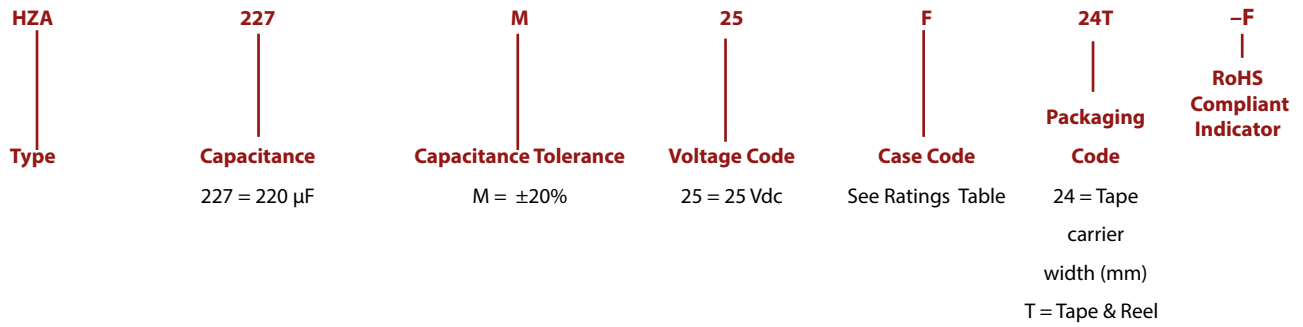 HZA 227 M 25 F 24T –F
Type Capacitance Capacitance Tolerance Voltage Code Case Code Packaging Code RoHS Compliant Indicator
227 = 220 µF M = ±20% 25 = 25 Vdc See Ratings Table 24 = Tape
carrier
width (mm)
T = Tape & Reel